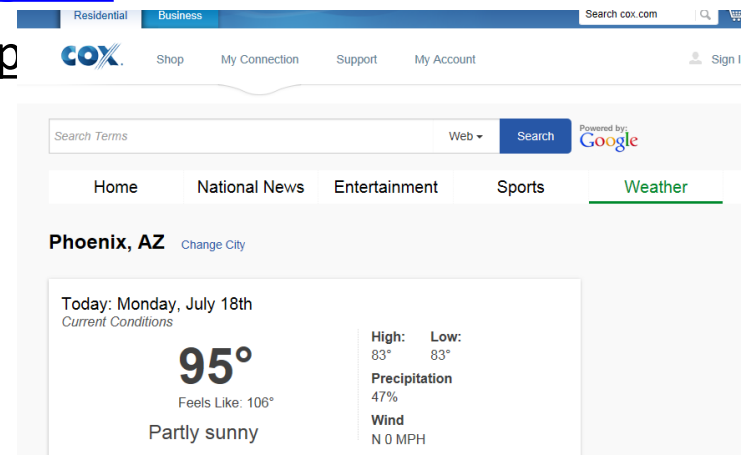 Residential Business Search cox.com
p
COX. Shop My Connection Support My Account Sign I
Search Terms Web Search Powered by: Google
Home National News Entertainment Sports Weather
Phoenix, AZ Change City
Today: Monday, July 18th
Current Conditions
High: Low:
95° 83° 83°
Precipitation
Feels Like: 106° 47%
Partly sunny Wind
N 0 MPH